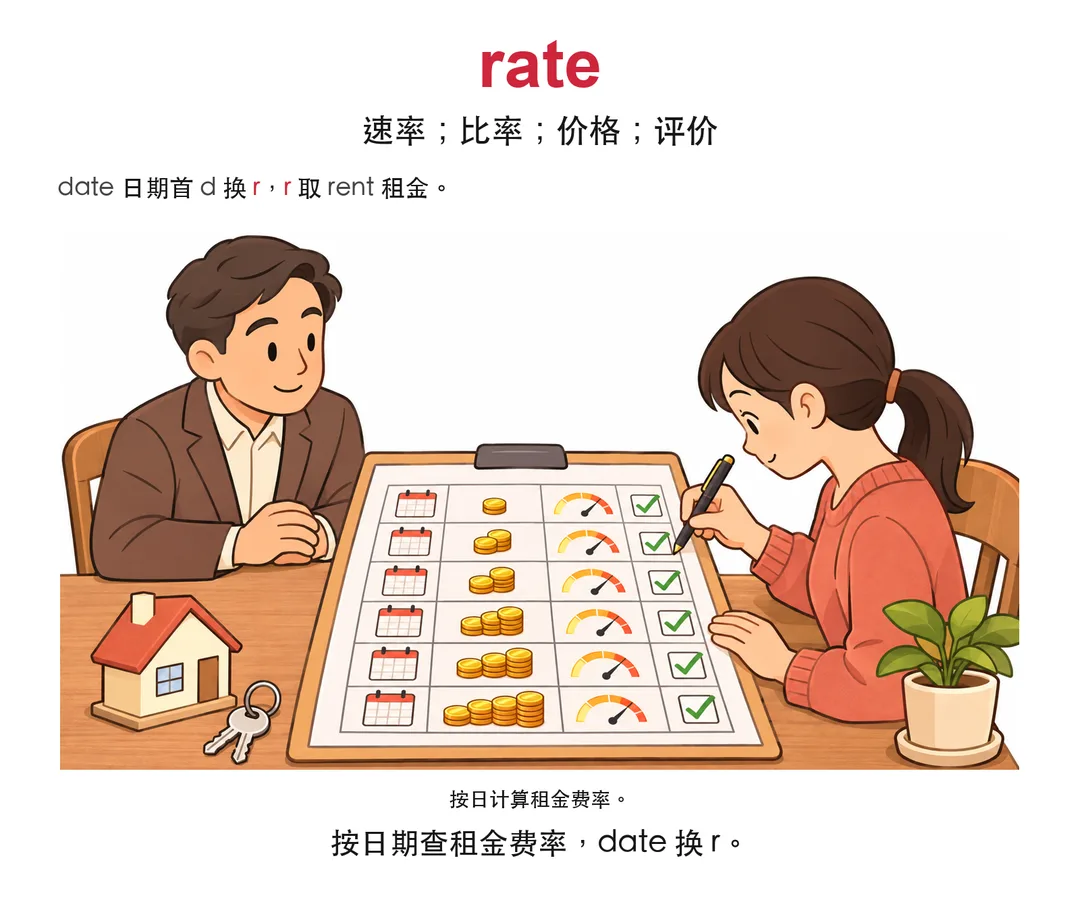 rate
速率；比率；价格；评价
date 日期首 d 换 r，r 取 rent 租金。
按日计算租金费率。
按日期查租金费率，date 换 r。